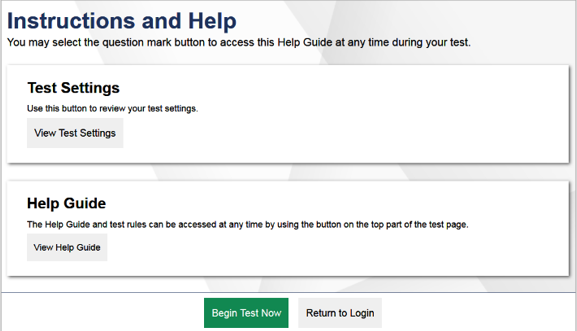 Instructions and Help
You may select the question mark button to access this Help Guide at any time during your test.
Test Settings
Use this button to review your test settings.
View Test Settings
Help Guide
The Help Guide and test rules can be accessed at any time by using the button on the top part of the test page.
View Help Guide
Begin Test Now
Return to Login